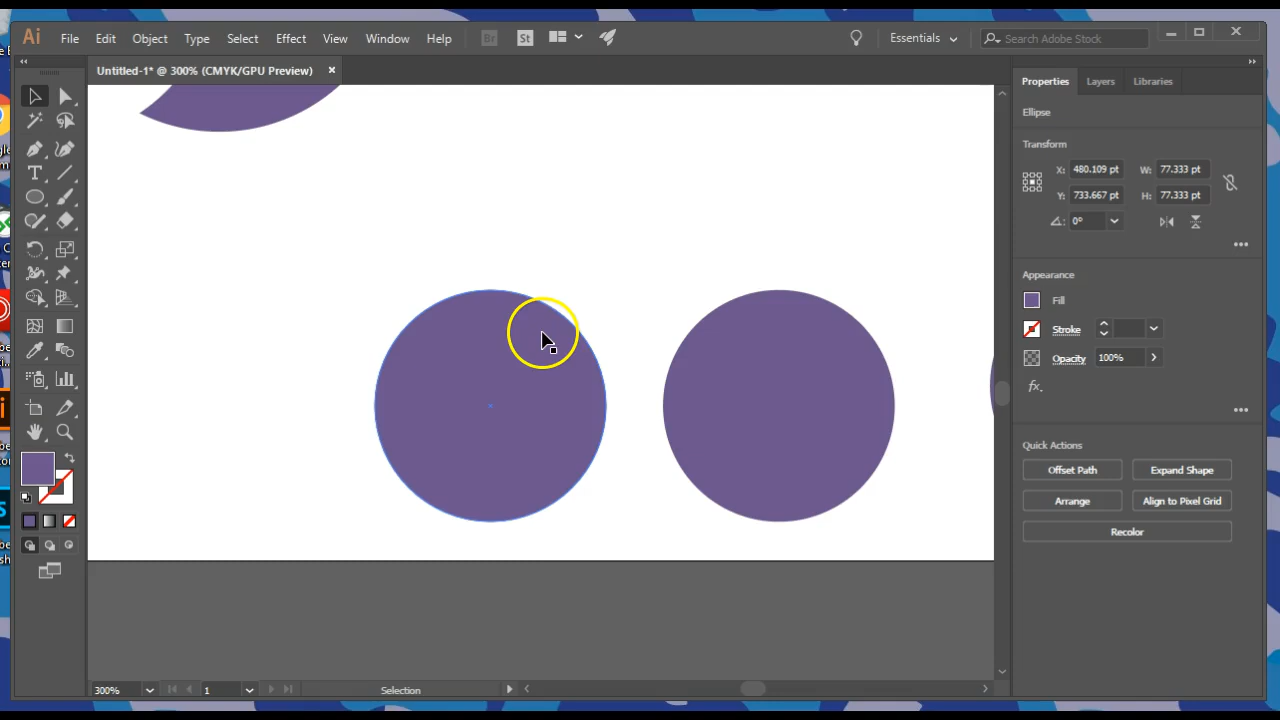 Ai File Edit Object Type Select Effect View Window Help Br St Essentials Search Adobe Stock
Untitled-1* @ 300% (CMYK/GPU Preview) ×
Properties Layers Libraries
Ellipse
Transform
X: 480.109 pt W: 77.333 pt
Y: 733.667 pt H: 77.333 pt
0°
Appearance
Fill
Stroke
Opacity 100%
fx.
Quick Actions
Offset Path Expand Shape
Arrange Align to Pixel Grid
Recolor
300% 1 Selection